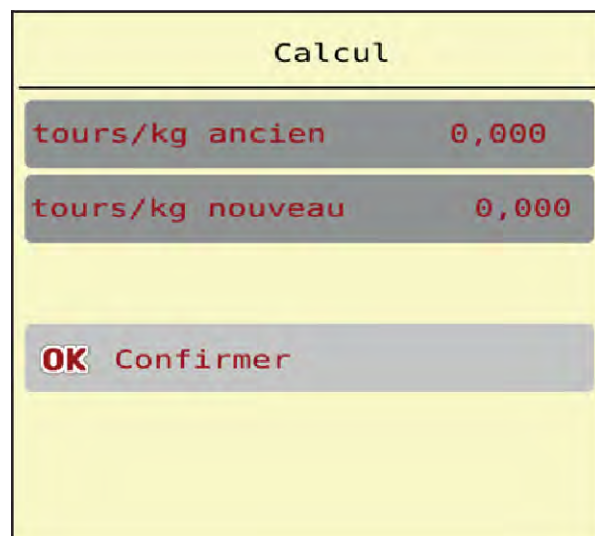 Calcul
tours/kg ancien 0,000
tours/kg nouveau 0,000
OK Confirmer